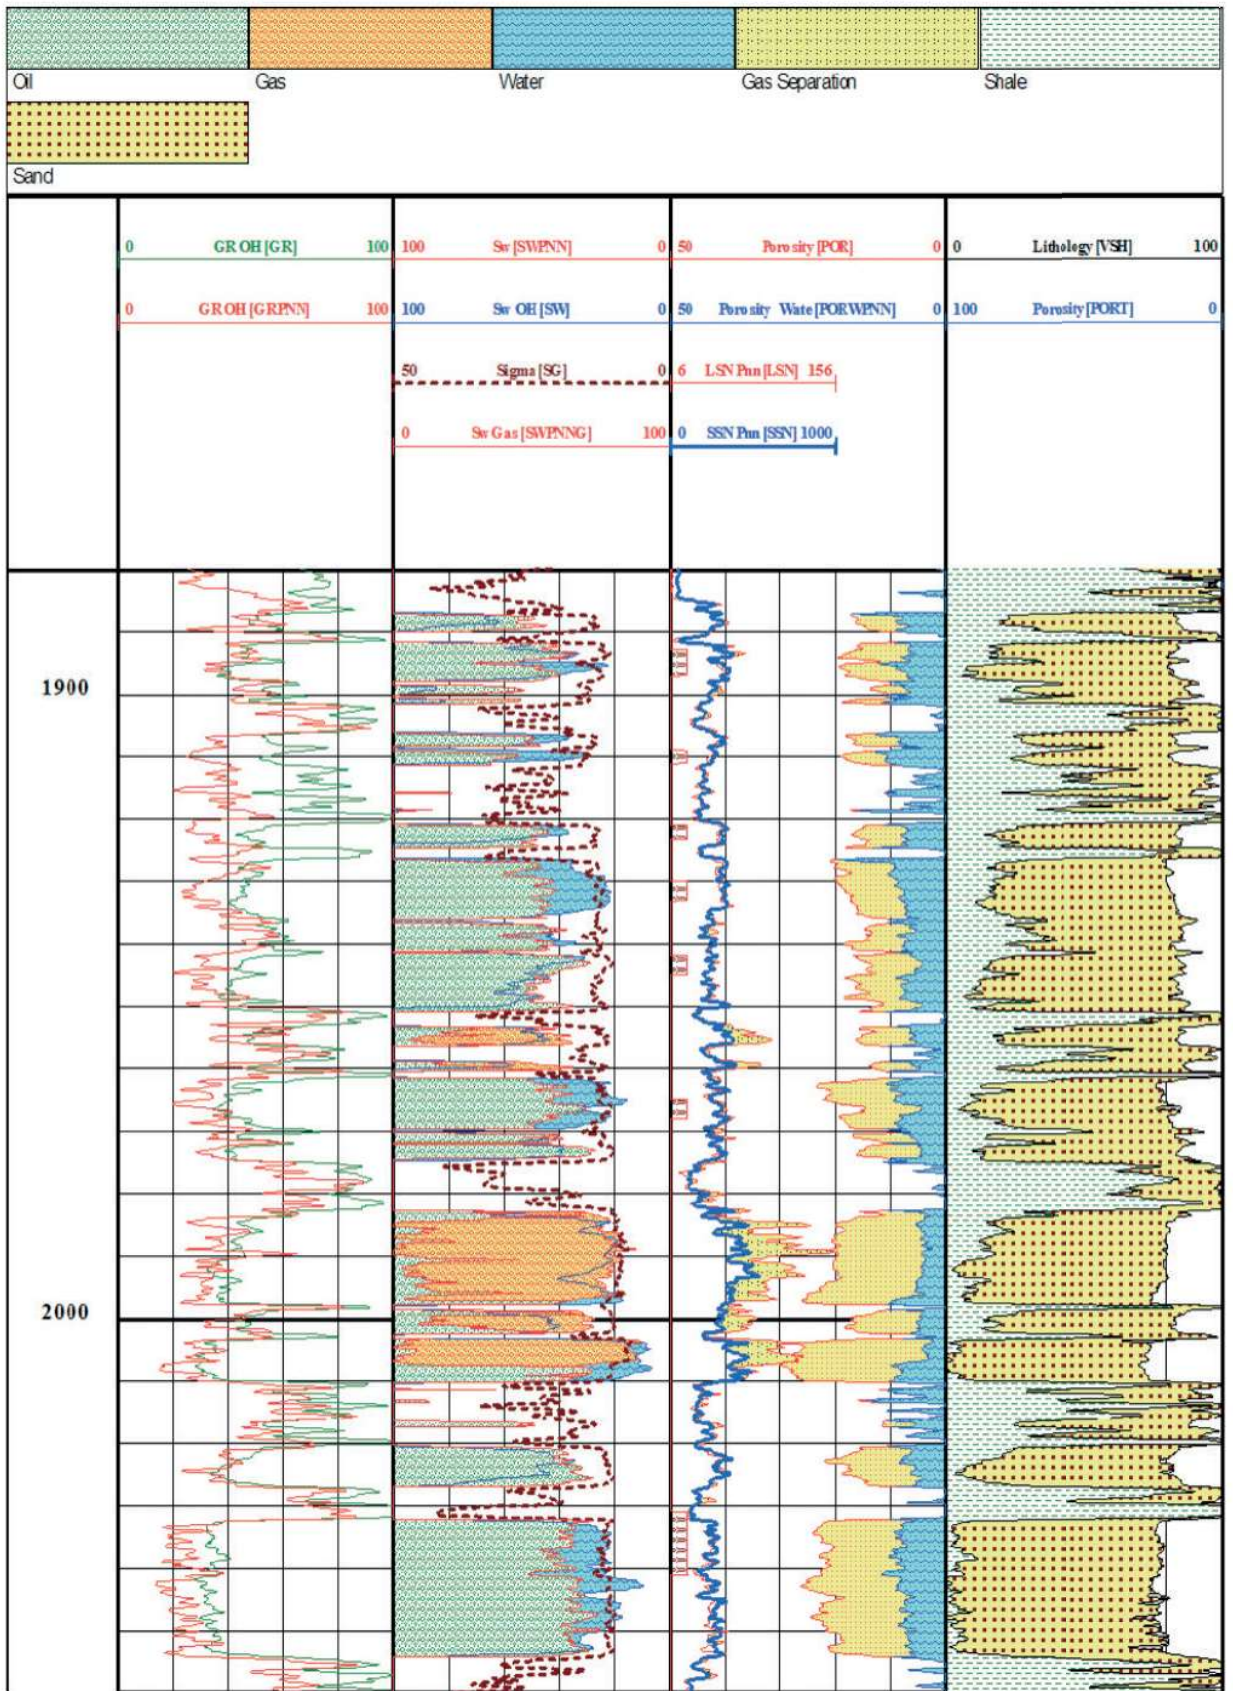 Oil Gas Water Gas Separation Shale
Sand
0 GR OH [GR] 100 100 Sw [SWPNN] 0 50 Porosity [POR] 0 0 Lithology [VSH] 100
0 GR OH [GRPNN] 100 100 Sw OH [SW] 0 50 Porosity Wate [PORWPNN] 0 100 Porosity [PORT] 0
50 Sigma [SG] 0 6 LSN Pnn [LSN] 156
0 Sw Gas [SWPNNG] 100 0 SSN Pnn [SSN] 1000
1900
2000